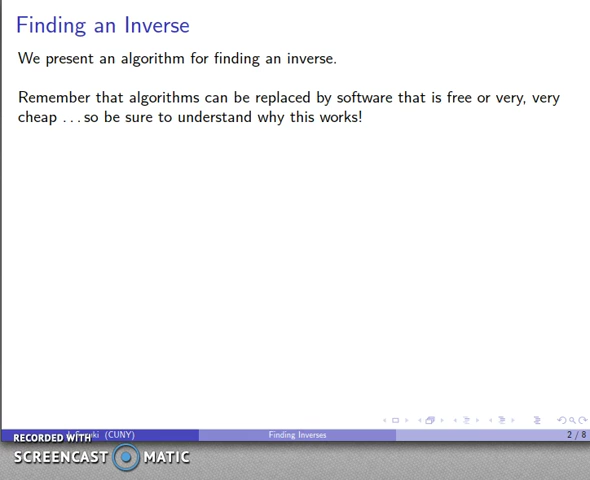 Finding an Inverse
We present an algorithm for finding an inverse.
Remember that algorithms can be replaced by software that is free or very, very
cheap . . . so be sure to understand why this works!
(CUNY)
Finding Inverses
2 / 8
RECORDED WITH
SCREENCAST MATIC